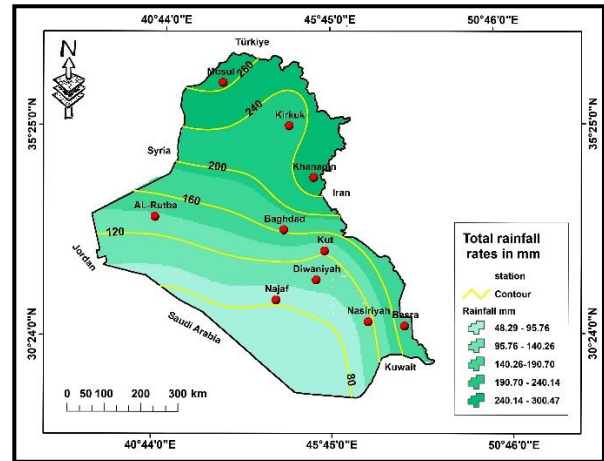 40°44'0"E
45°45'0"E
50°46'0"E
N
Türkiye
Mosul
280
35°25'0"N
35°25'0"N
240
Kirkuk
Syria
200
Khanaqin
Iran
160
AL-Rutba
Baghdad
120
Kut
Jordan
Diwaniyah
Najaf
Saudi Arabia
Nasiriyah
Basra
80
Kuwait
30°24'0"N
30°24'0"N
Total rainfall
rates in mm
station
Contour
Rainfall mm
48.29 - 95.76
95.76 - 140.26
140.26-190.70
190.70 - 240.14
240.14 - 300.47
0 50 100 200 300 km
40°44'0"E
45°45'0"E
50°46'0"E